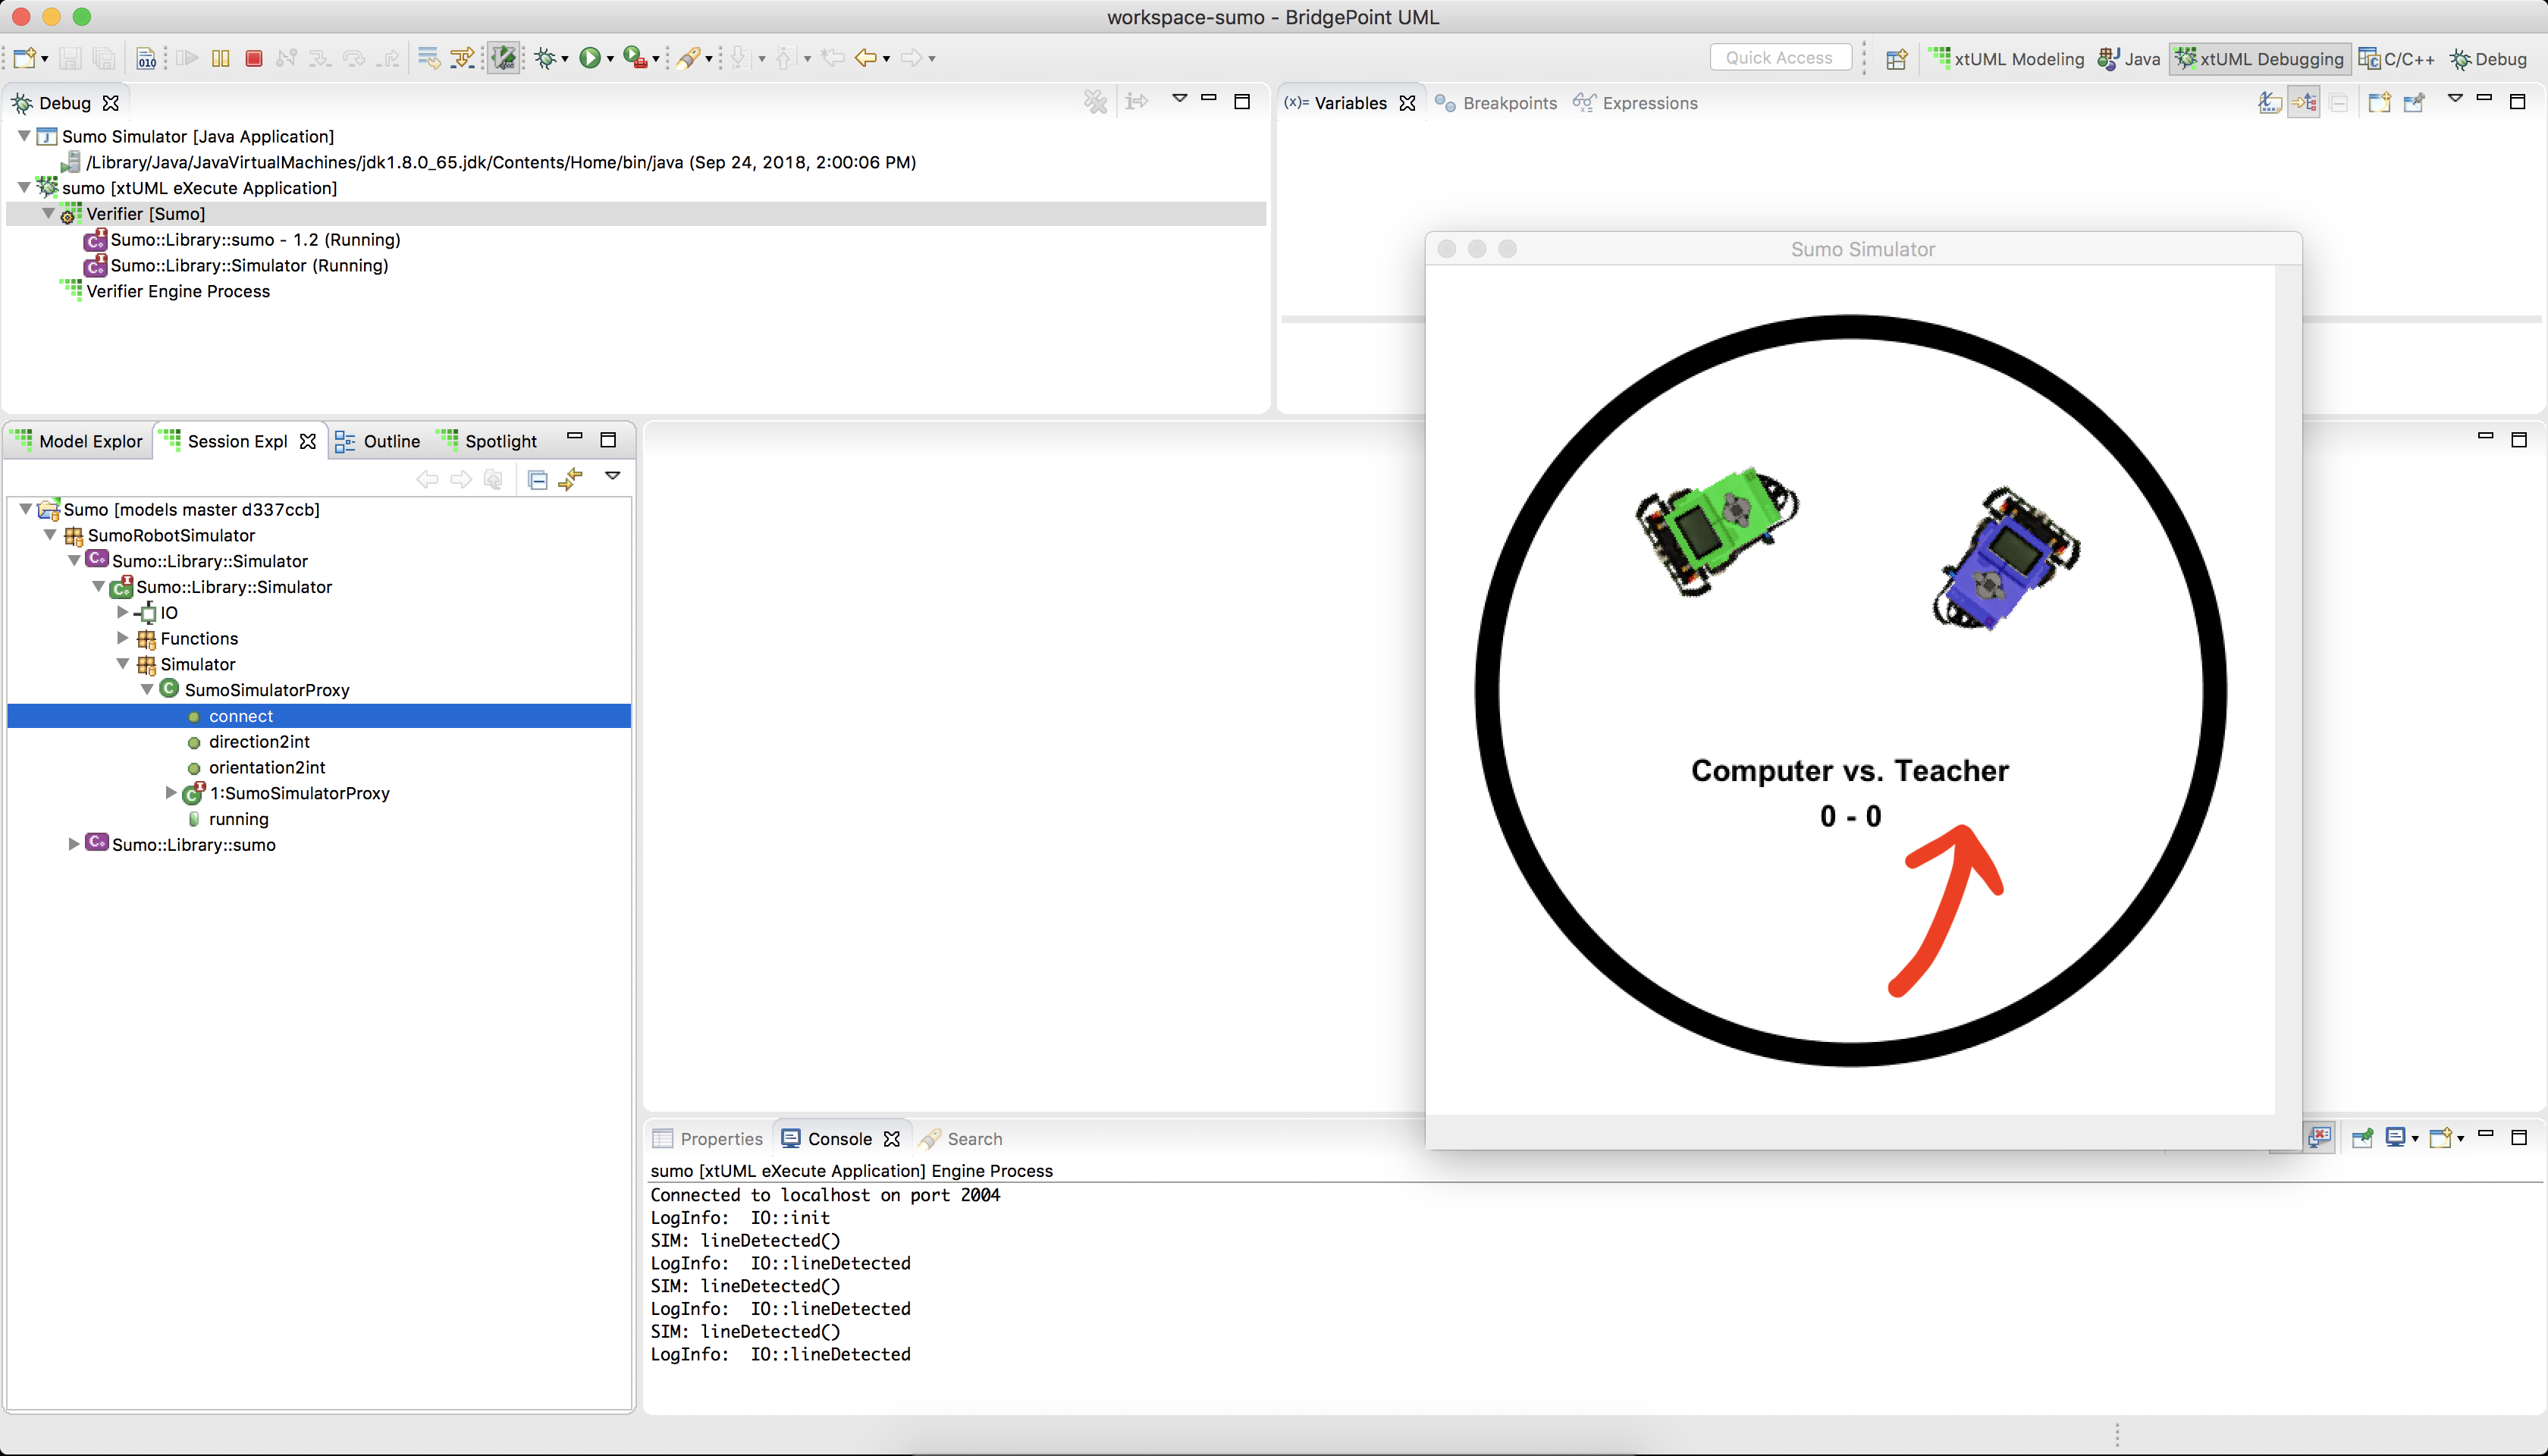 workspace-sumo - BridgePoint UML
Quick Access
xtUML Modeling
Java
xtUML Debugging
C/C++
Debug
Debug
Sumo Simulator [Java Application]
/Library/Java/JavaVirtualMachines/jdk1.8.0_65.jdk/Contents/Home/bin/java (Sep 24, 2018, 2:00:06 PM)
sumo [xtUML eXecute Application]
Verifier [Sumo]
Sumo::Library::sumo - 1.2 (Running)
Sumo::Library::Simulator (Running)
Verifier Engine Process
(x)= Variables
Breakpoints
Expressions
Model Explor
Session Expl
Outline
Spotlight
Sumo [models master d337ccb]
SumoRobotSimulator
Sumo::Library::Simulator
Sumo::Library::Simulator
IO
Functions
Simulator
SumoSimulatorProxy
connect
direction2int
orientation2int
1:SumoSimulatorProxy
running
Sumo::Library::sumo
Sumo Simulator
Computer vs. Teacher
0 - 0
Properties
Console
Search
sumo [xtUML eXecute Application] Engine Process
Connected to localhost on port 2004
LogInfo:  IO::init
SIM: lineDetected()
LogInfo:  IO::lineDetected
SIM: lineDetected()
LogInfo:  IO::lineDetected
SIM: lineDetected()
LogInfo:  IO::lineDetected